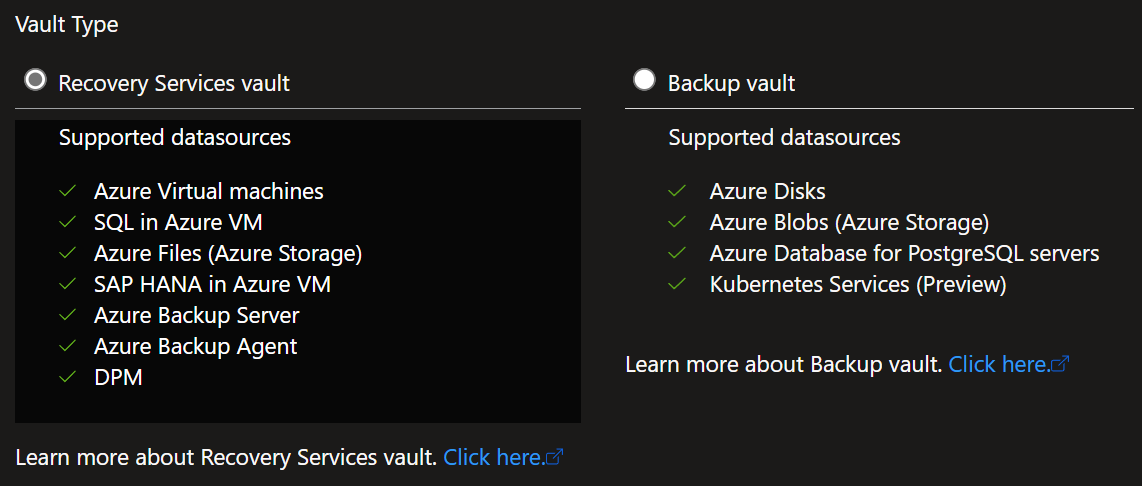 Vault Type
Recovery Services vault
Supported datasources
Azure Virtual machines
SQL in Azure VM
Azure Files (Azure Storage)
SAP HANA in Azure VM
Azure Backup Server
Azure Backup Agent
DPM
Learn more about Recovery Services vault. Click here.
Backup vault
Supported datasources
Azure Disks
Azure Blobs (Azure Storage)
Azure Database for PostgreSQL servers
Kubernetes Services (Preview)
Learn more about Backup vault. Click here.